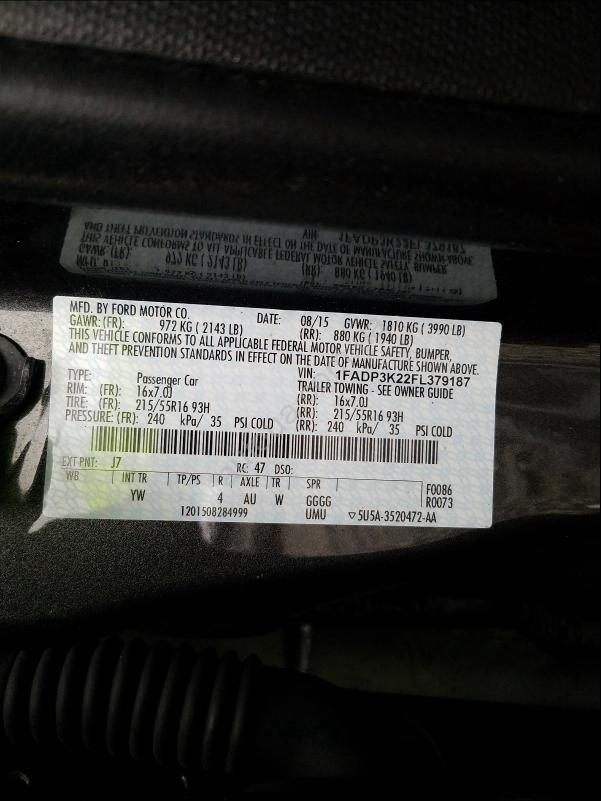 MFD. BY FORD MOTOR CO. DATE: 08/15 GVWR: 1810 KG ( 3990 LB)
GAWR: (FR): 972 KG ( 2143 LB) (RR): 880 KG ( 1940 LB)
THIS VEHICLE CONFORMS TO ALL APPLICABLE FEDERAL MOTOR VEHICLE SAFETY, BUMPER,
AND THEFT PREVENTION STANDARDS IN EFFECT ON THE DATE OF MANUFACTURE SHOWN ABOVE.
VIN: 1FADP3K22FL379187
TYPE: Passenger Car TRAILER TOWING - SEE OWNER GUIDE
RIM: (FR): 16x7.0J (RR): 16x7.0J
TIRE: (FR): 215/55R16 93H (RR): 215/55R16 93H
PRESSURE: (FR): 240 kPa/ 35 PSI COLD (RR): 240 kPa/ 35 PSI COLD
EXT PNT: J7 RC: 47 DSO:
WB INT TR TP/PS R AXLE TR SPR F0086
YW 4 AU W GGGG R0073
1201508284999 UMU ▽5U5A-3520472-AA